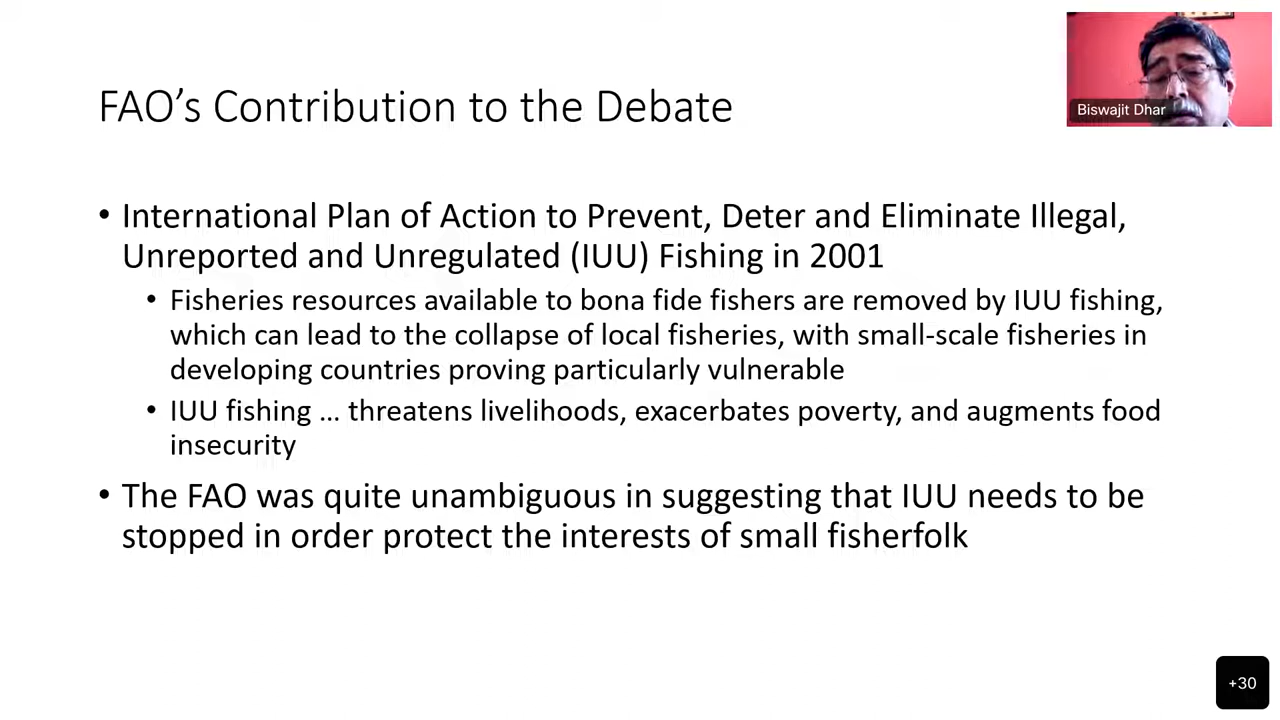 FAO's Contribution to the Debate
Biswajit Dhar
• International Plan of Action to Prevent, Deter and Eliminate Illegal,
Unreported and Unregulated (IUU) Fishing in 2001
• Fisheries resources available to bona fide fishers are removed by IUU fishing,
which can lead to the collapse of local fisheries, with small-scale fisheries in
developing countries proving particularly vulnerable
• IUU fishing ... threatens livelihoods, exacerbates poverty, and augments food
insecurity
• The FAO was quite unambiguous in suggesting that IUU needs to be
stopped in order protect the interests of small fisherfolk
+30